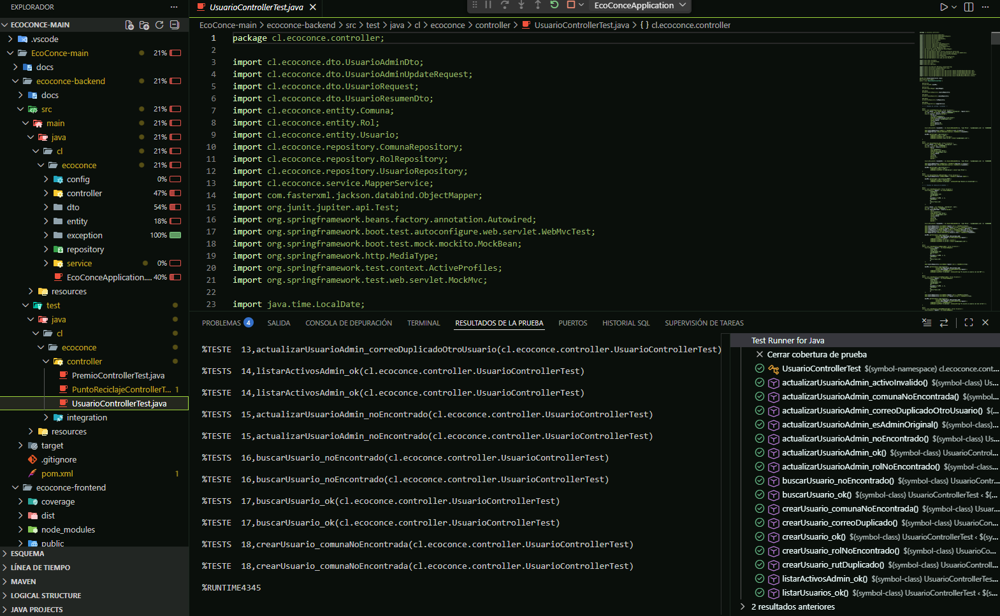 EXPLORADOR
ECOCONCE-MAIN
.vscode
EcoConce-main 21%
docs
ecoconce-backend 21%
docs
src 21%
main 21%
java 21%
cl 21%
ecoconce 21%
config 0%
controller 47%
dto 54%
entity 18%
exception 100%
repository
service 0%
EcoConceApplication.... 40%
resources
test
java
cl
ecoconce
controller
PremioControllerTest.java
PuntoReciclajeControllerT... 1
UsuarioControllerTest.java
integration
resources
target
.gitignore
pom.xml 1
ecoconce-frontend
coverage
dist
node_modules
public
ESQUEMA
LÍNEA DE TIEMPO
MAVEN
LOGICAL STRUCTURE
JAVA PROJECTS
UsuarioControllerTest.java
EcoConceApplication
EcoConce-main > ecoconce-backend > src > test > java > cl > ecoconce > controller > UsuarioControllerTest.java > { } cl.ecoconce.controller
1 package cl.ecoconce.controller;
2
3 import cl.ecoconce.dto.UsuarioAdminDto;
4 import cl.ecoconce.dto.UsuarioAdminUpdateRequest;
5 import cl.ecoconce.dto.UsuarioRequest;
6 import cl.ecoconce.dto.UsuarioResumenDto;
7 import cl.ecoconce.entity.Comuna;
8 import cl.ecoconce.entity.Rol;
9 import cl.ecoconce.entity.Usuario;
10 import cl.ecoconce.repository.ComunaRepository;
11 import cl.ecoconce.repository.RolRepository;
12 import cl.ecoconce.repository.UsuarioRepository;
13 import cl.ecoconce.service.MapperService;
14 import com.fasterxml.jackson.databind.ObjectMapper;
15 import org.junit.jupiter.api.Test;
16 import org.springframework.beans.factory.annotation.Autowired;
17 import org.springframework.boot.test.autoconfigure.web.servlet.WebMvcTest;
18 import org.springframework.boot.test.mock.mockito.MockBean;
19 import org.springframework.http.MediaType;
20 import org.springframework.test.context.ActiveProfiles;
21 import org.springframework.test.web.servlet.MockMvc;
22
23 import java.time.LocalDate;
PROBLEMAS 4 SALIDA CONSOLA DE DEPURACIÓN TERMINAL RESULTADOS DE LA PRUEBA PUERTOS HISTORIAL SQL SUPERVISIÓN DE TAREAS
%TESTE 13,actualizarUsuarioAdmin_correoDuplicadoOtroUsuario(cl.ecoconce.controller.UsuarioControllerTest)
%TESTS 14,listarActivosAdmin_ok(cl.ecoconce.controller.UsuarioControllerTest)
%TESTE 14,listarActivosAdmin_ok(cl.ecoconce.controller.UsuarioControllerTest)
%TESTS 15,actualizarUsuarioAdmin_noEncontrado(cl.ecoconce.controller.UsuarioControllerTest)
%TESTE 15,actualizarUsuarioAdmin_noEncontrado(cl.ecoconce.controller.UsuarioControllerTest)
%TESTS 16,buscarUsuario_noEncontrado(cl.ecoconce.controller.UsuarioControllerTest)
%TESTE 16,buscarUsuario_noEncontrado(cl.ecoconce.controller.UsuarioControllerTest)
%TESTS 17,buscarUsuario_ok(cl.ecoconce.controller.UsuarioControllerTest)
%TESTE 17,buscarUsuario_ok(cl.ecoconce.controller.UsuarioControllerTest)
%TESTS 18,crearUsuario_comunaNoEncontrada(cl.ecoconce.controller.UsuarioControllerTest)
%TESTE 18,crearUsuario_comunaNoEncontrada(cl.ecoconce.controller.UsuarioControllerTest)
%RUNTIME4345
Test Runner for Java
Cerrar cobertura de prueba
UsuarioControllerTest $(symbol-namespace) cl.ecoconce.cont...
actualizarUsuarioAdmin_activoInvalido() $(symbol-class) Us...
actualizarUsuarioAdmin_comunaNoEncontrada() $(symbol...
actualizarUsuarioAdmin_correoDuplicadoOtroUsuario() $(...
actualizarUsuarioAdmin_esAdminOriginal() $(symbol-class)...
actualizarUsuarioAdmin_noEncontrado() $(symbol-class) Us...
actualizarUsuarioAdmin_ok() $(symbol-class) UsuarioControl...
actualizarUsuarioAdmin_rolNoEncontrado() $(symbol-class)...
buscarUsuario_noEncontrado() $(symbol-class) UsuarioContr...
buscarUsuario_ok() $(symbol-class) UsuarioControllerTest < $(...
crearUsuario_comunaNoEncontrada() $(symbol-class) Usuar...
crearUsuario_correoDuplicado() $(symbol-class) UsuarioCon...
crearUsuario_ok() $(symbol-class) UsuarioControllerTest < $(sy...
crearUsuario_rolNoEncontrado() $(symbol-class) UsuarioCo...
crearUsuario_rutDuplicado() $(symbol-class) UsuarioControll...
listarActivosAdmin_ok() $(symbol-class) UsuarioControllerTes...
listarUsuarios_ok() $(symbol-class) UsuarioControllerTest < $(s...
2 resultados anteriores